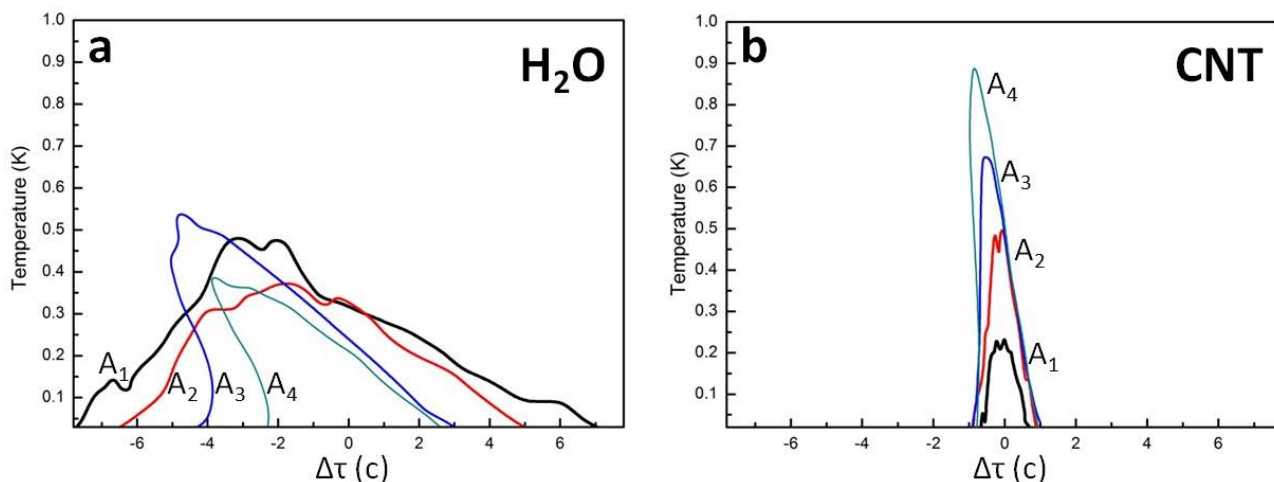 a
H₂O
Temperature (K)
1.0
0.9
0.8
0.7
0.6
0.5
0.4
0.3
0.2
0.1
A₁
A₂
A₃
A₄
-6 -4 -2 0 2 4 6
Δτ (c)
b
CNT
Temperature (K)
1.0
0.9
0.8
0.7
0.6
0.5
0.4
0.3
0.2
0.1
A₄
A₃
A₂
A₁
-6 -4 -2 0 2 4 6
Δτ (c)